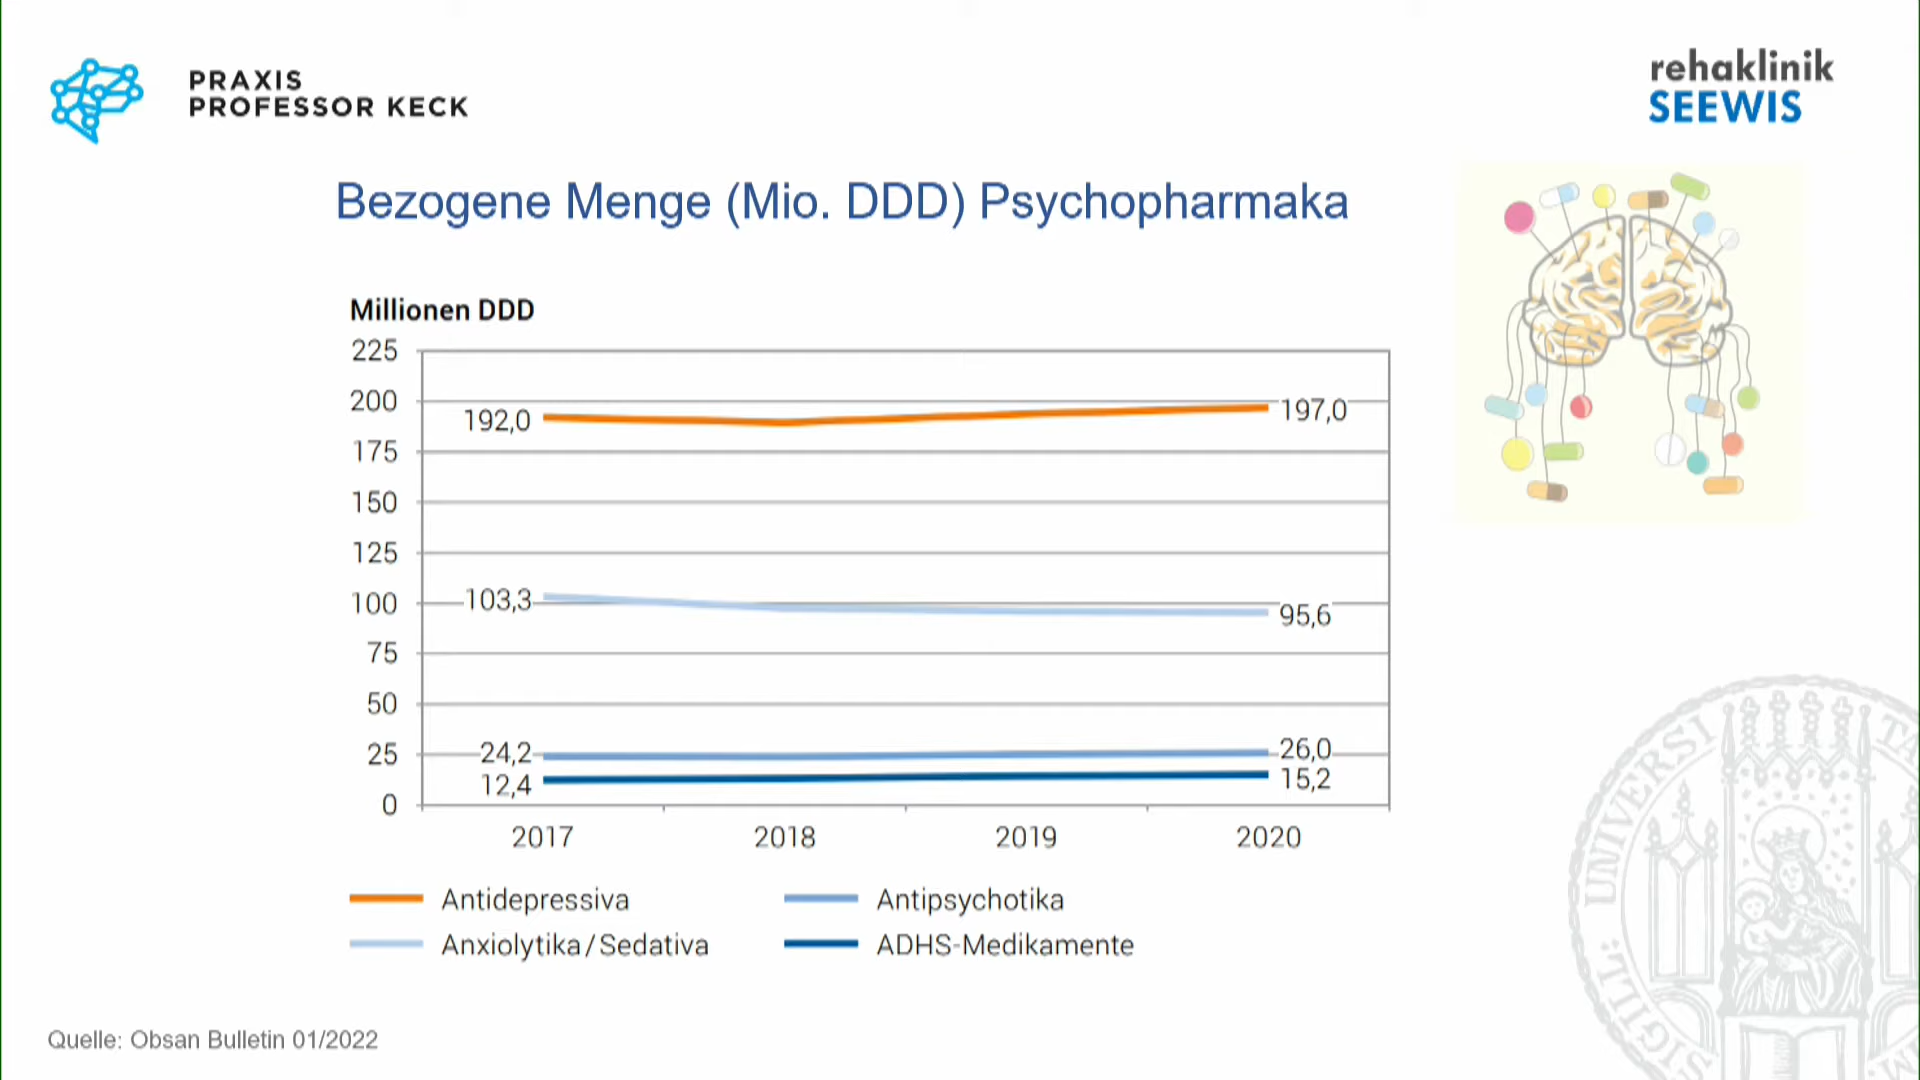 PRAXIS
PROFESSOR KECK
rehaklinik
SEEWIS
Bezogene Menge (Mio. DDD) Psychopharmaka
Millionen DDD
225
200
175
150
125
100
75
50
25
0
192,0
197,0
103,3
95,6
24,2
26,0
12,4
15,2
2017 2018 2019 2020
Antidepressiva
Antipsychotika
Anxiolytika/Sedativa
ADHS-Medikamente
Quelle: Obsan Bulletin 01/2022
SIGILL: UNIVERSI